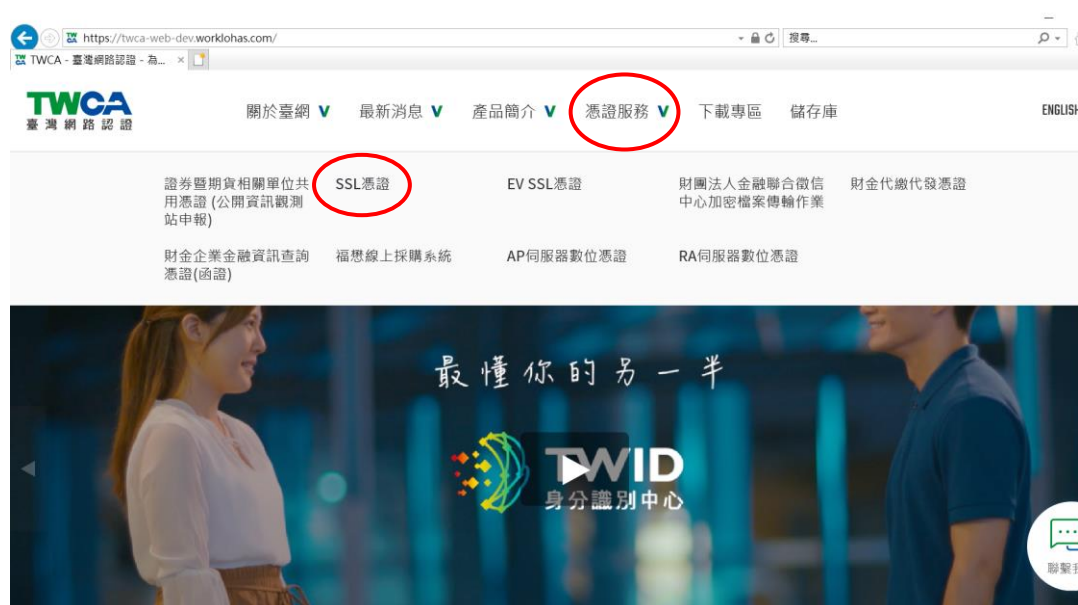 https://twca-web-dev.worklohas.com/
搜尋...
TWCA - 臺灣網路認證 - 為...
TWCA
臺灣網路認證
關於臺網 V
最新消息 V
產品簡介 V
憑證服務 V
下載專區
儲存庫
ENGLISH
證券暨期貨相關單位共
用憑證 (公開資訊觀測
站申報)
SSL憑證
EV SSL憑證
財團法人金融聯合徵信
中心加密檔案傳輸作業
財金代繳代發憑證
財金企業金融資訊查詢
憑證(函證)
福懋線上採購系統
AP伺服器數位憑證
RA伺服器數位憑證
最懂你的另一半
TWID
身分識別中心
聯繫我